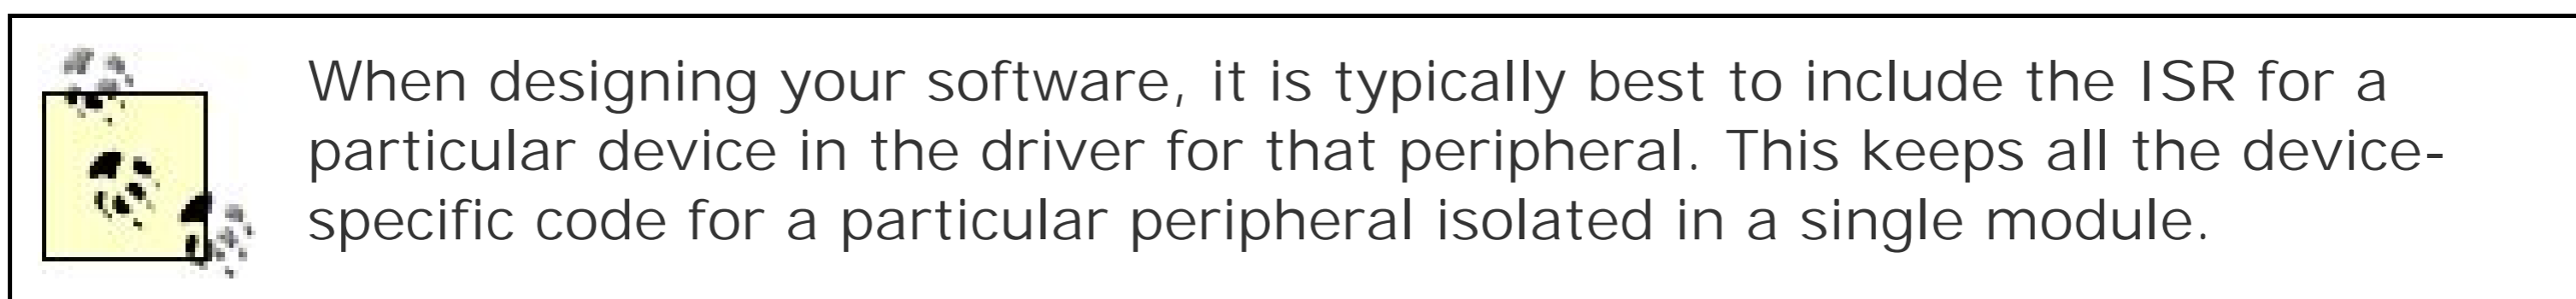 When designing your software, it is typically best to include the ISR for a
particular device in the driver for that peripheral. This keeps all the device-
specific code for a particular peripheral isolated in a single module.